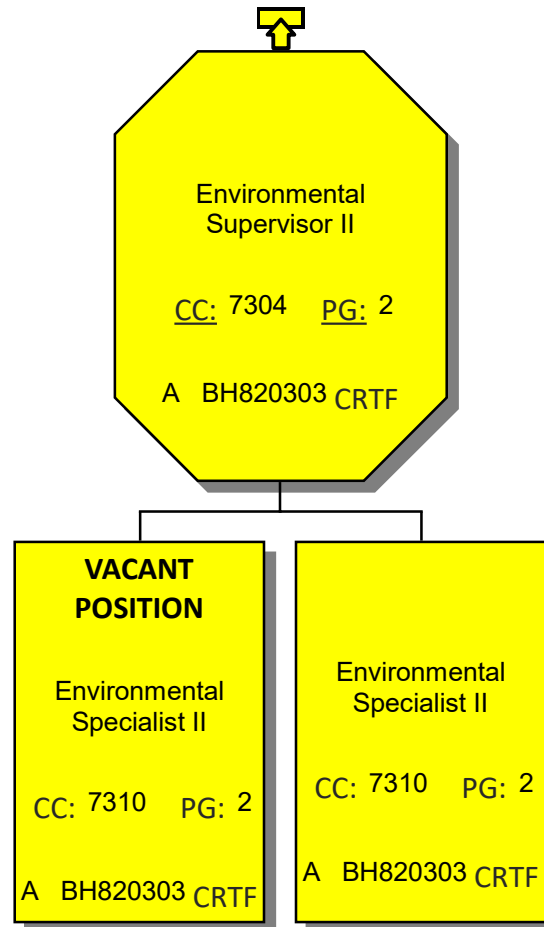 Environmental
Supervisor II
CC: 7304 PG: 2
A BH820303 CRTF
VACANT
POSITION
Environmental
Specialist II
CC: 7310 PG: 2
A BH820303 CRTF
Environmental
Specialist II
CC: 7310 PG: 2
A BH820303 CRTF